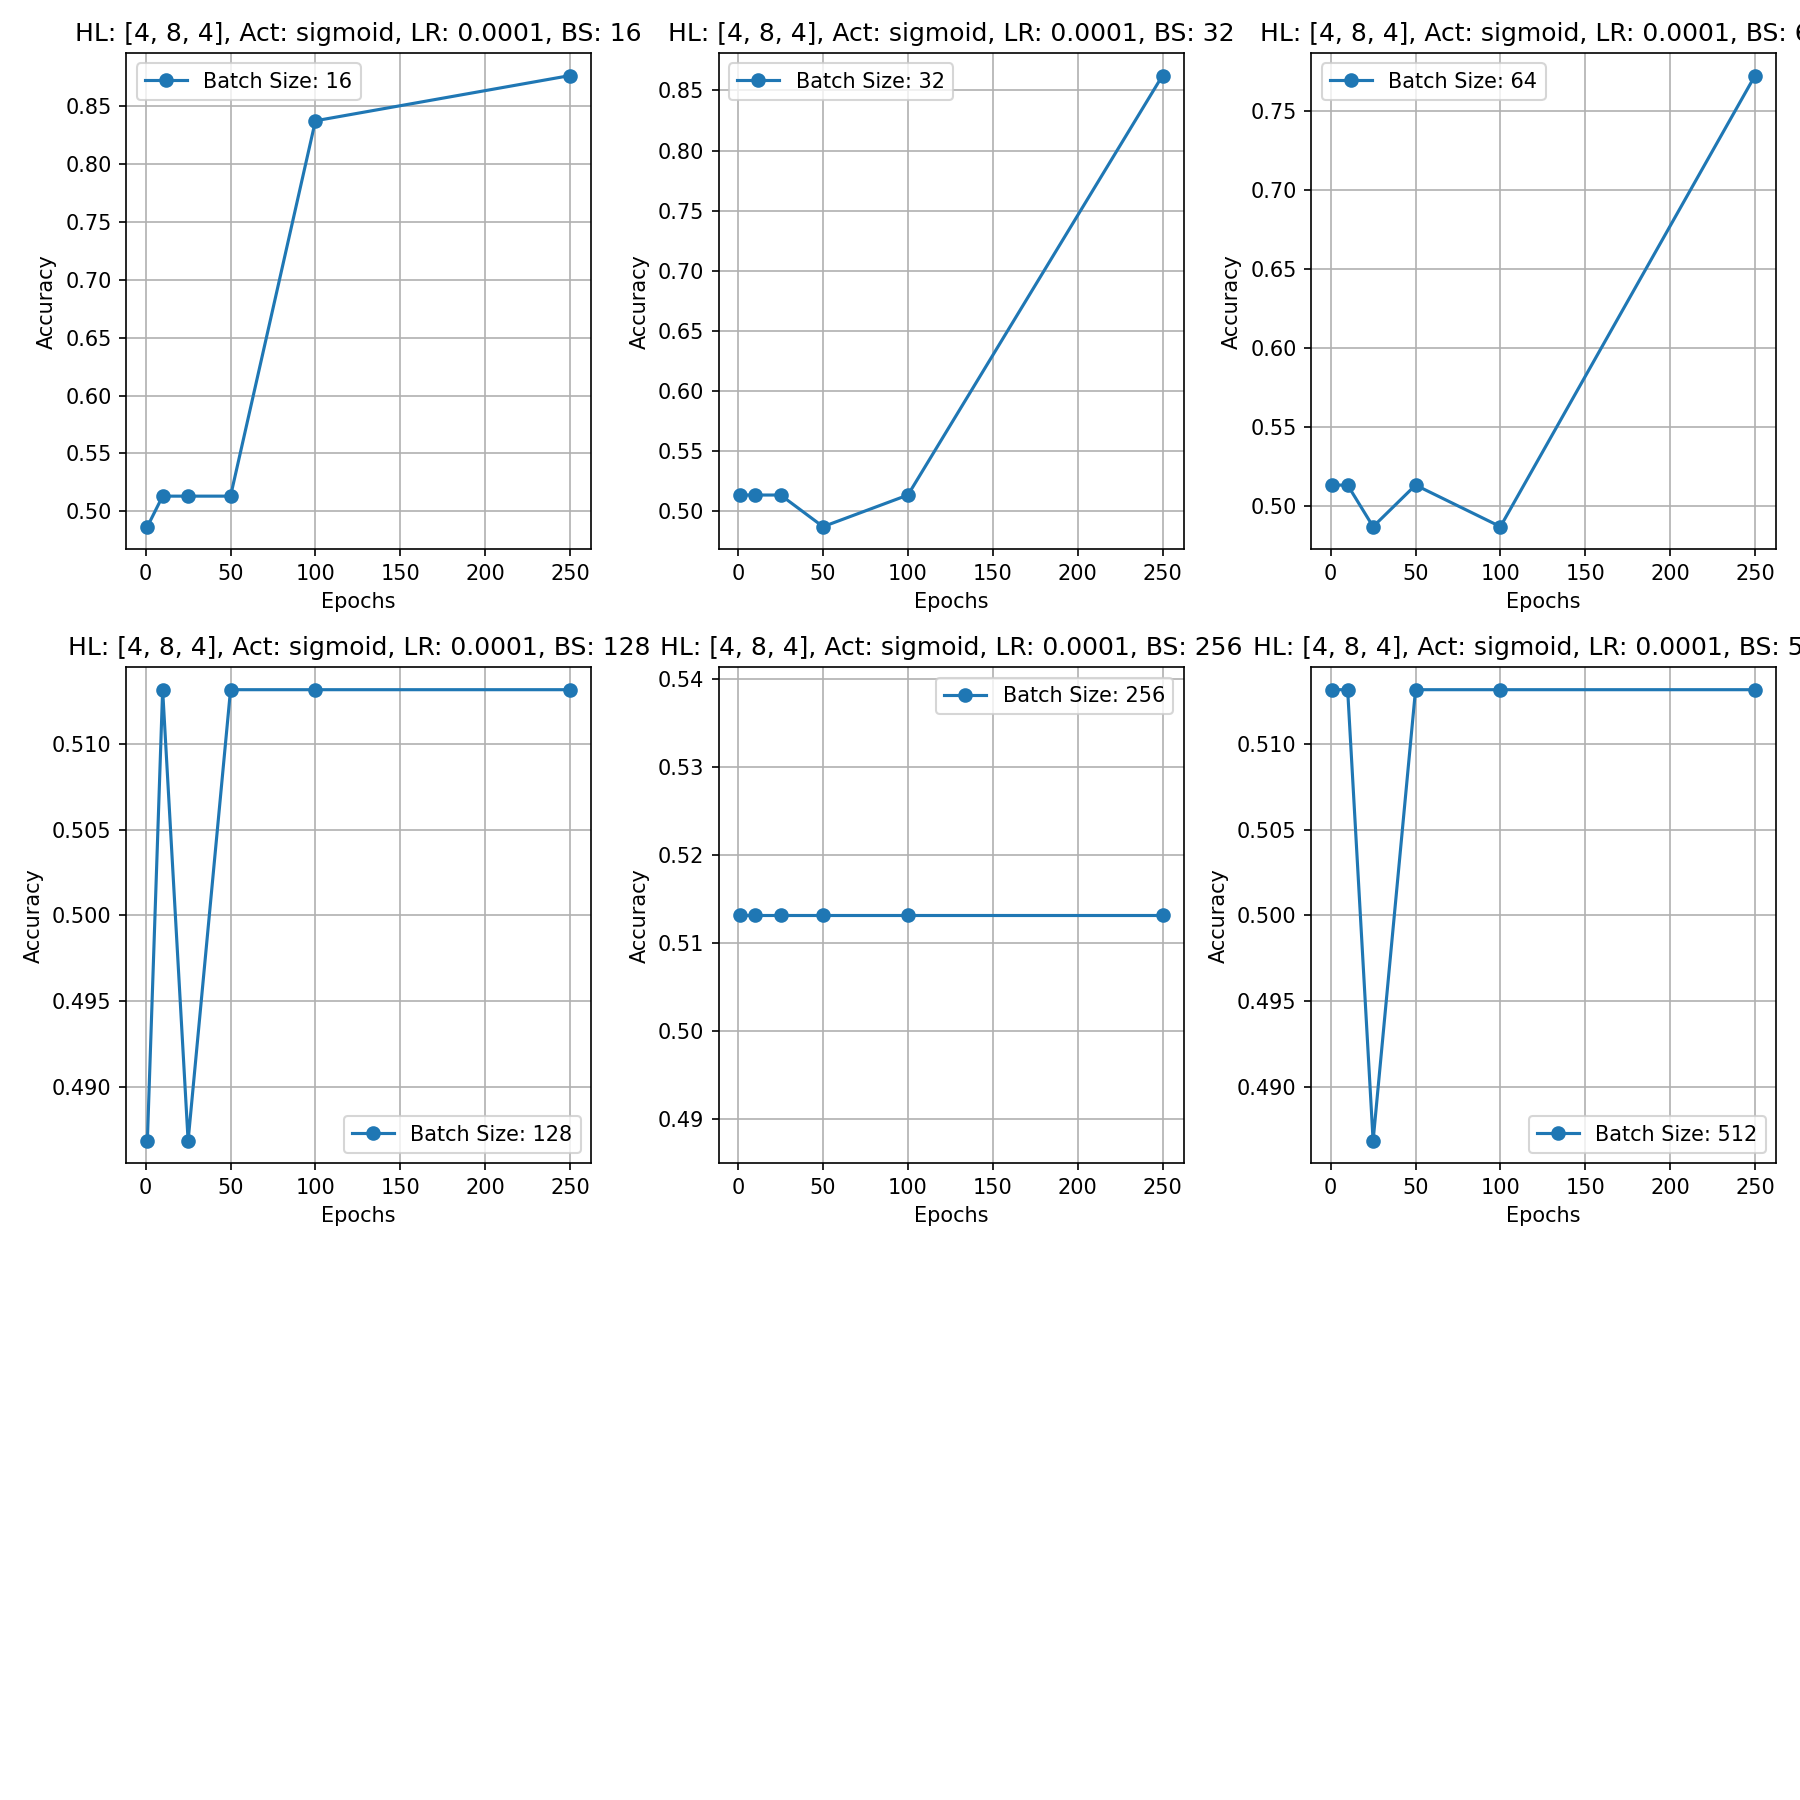 HL: [4, 8, 4], Act: sigmoid, LR: 0.0001, BS: 16
Batch Size: 16
Accuracy
0.85
0.80
0.75
0.70
0.65
0.60
0.55
0.50
0 50 100 150 200 250
Epochs
HL: [4, 8, 4], Act: sigmoid, LR: 0.0001, BS: 32
Batch Size: 32
Accuracy
0.85
0.80
0.75
0.70
0.65
0.60
0.55
0.50
0 50 100 150 200 250
Epochs
HL: [4, 8, 4], Act: sigmoid, LR: 0.0001, BS:
Batch Size: 64
Accuracy
0.75
0.70
0.65
0.60
0.55
0.50
0 50 100 150 200 250
Epochs
HL: [4, 8, 4], Act: sigmoid, LR: 0.0001, BS: 128
Accuracy
0.510
0.505
0.500
0.495
0.490
Batch Size: 128
0 50 100 150 200 250
Epochs
HL: [4, 8, 4], Act: sigmoid, LR: 0.0001, BS: 256
Batch Size: 256
Accuracy
0.54
0.53
0.52
0.51
0.50
0.49
0 50 100 150 200 250
Epochs
HL: [4, 8, 4], Act: sigmoid, LR: 0.0001, BS: 5
Accuracy
0.510
0.505
0.500
0.495
0.490
Batch Size: 512
0 50 100 150 200 250
Epochs